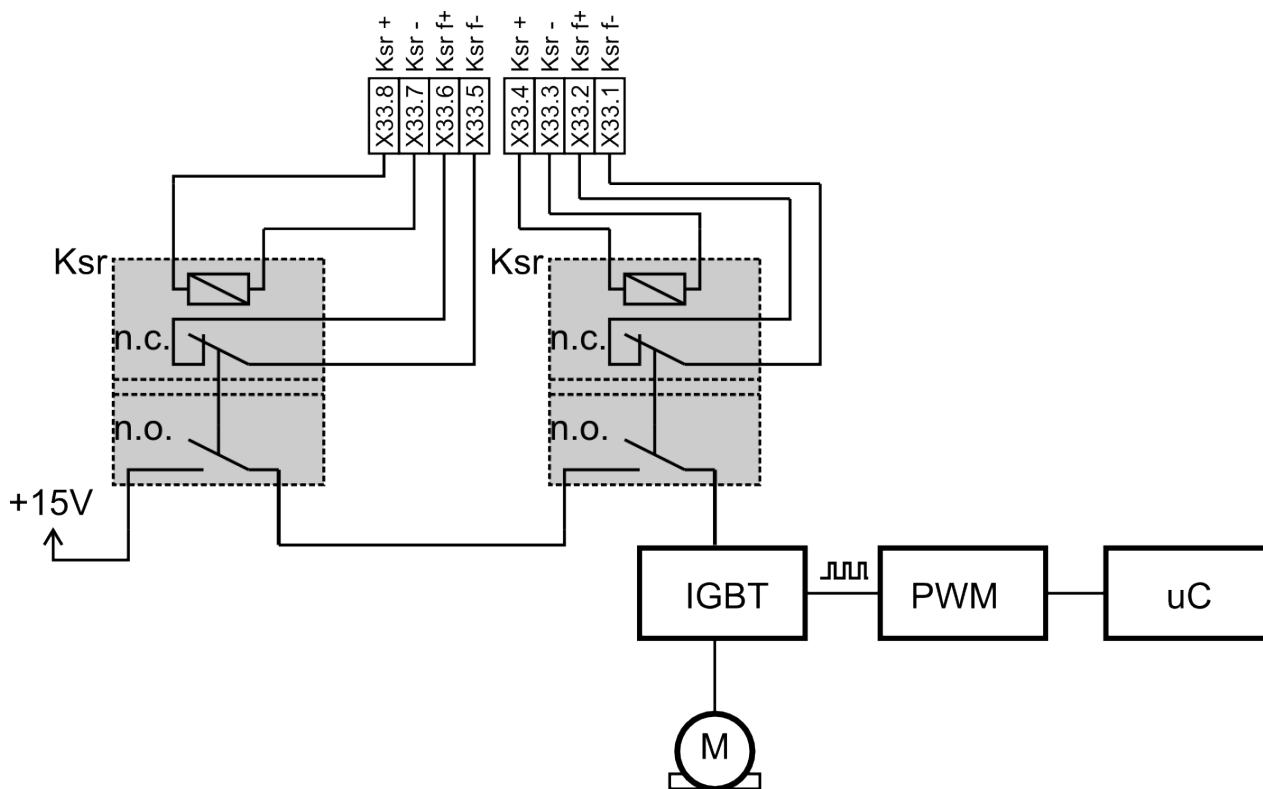 Ksr +
Ksr -
Ksr f+
Ksr f-
Ksr +
Ksr -
Ksr f+
Ksr f-
X33.8
X33.7
X33.6
X33.5
X33.4
X33.3
X33.2
X33.1
Ksr
Ksr
n.c.
n.c.
n.o.
n.o.
+15V
IGBT
PWM
uC
M